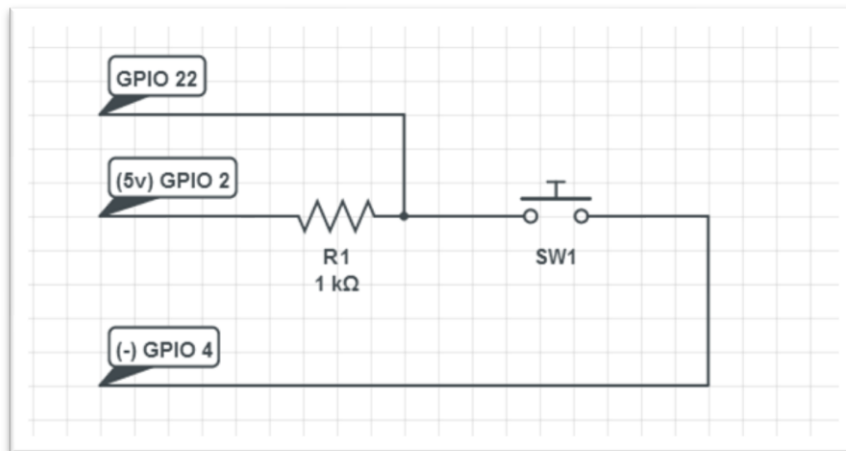 GPIO 22
(5v) GPIO 2
R1
1 kΩ
SW1
(-) GPIO 4